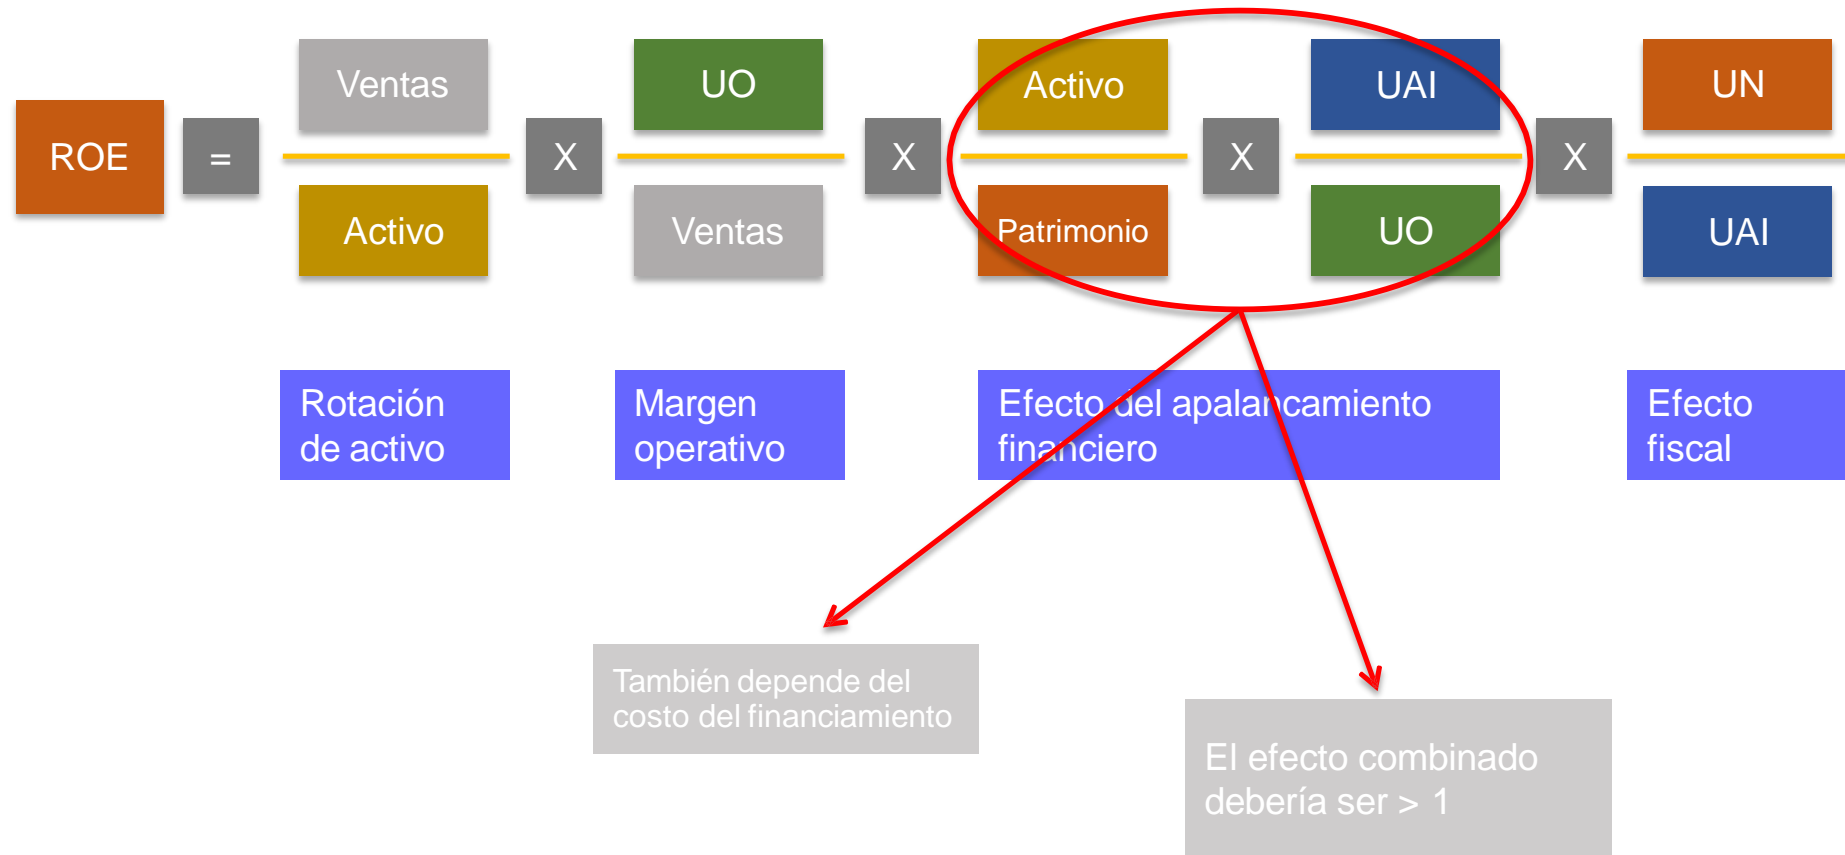 Ventas
UO
Activo
UAI
UN
ROE
=
X
X
X
X
Activo
Ventas
Patrimonio
UO
UAI
Rotación
de activo
Margen
operativo
Efecto del apalancamiento
financiero
Efecto
fiscal
También depende del
costo del financiamiento
El efecto combinado
debería ser > 1